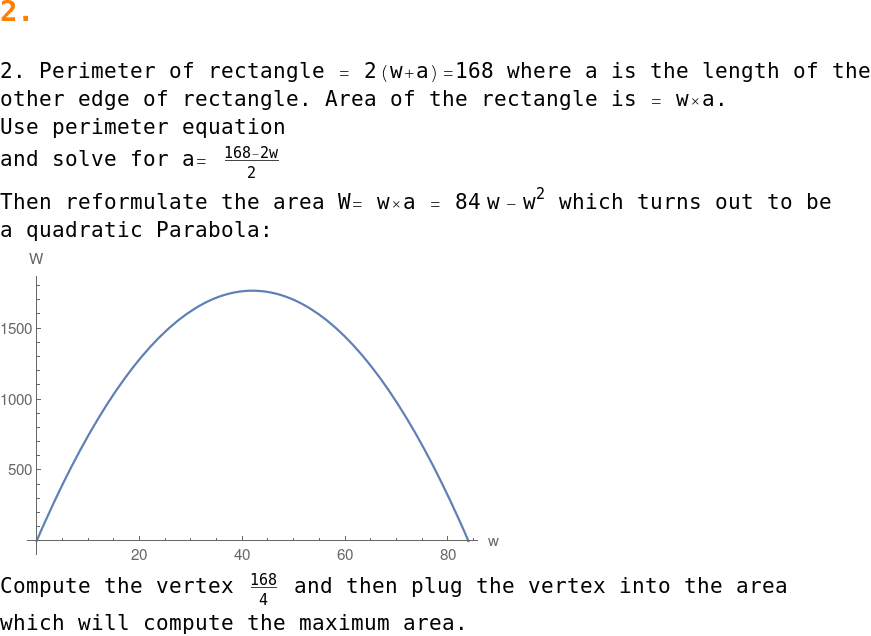 2.
2. Perimeter of rectangle = 2(w+a)=168 where a is the length of the
other edge of rectangle. Area of the rectangle is = w×a.
Use perimeter equation
and solve for a= 168-2w/2
Then reformulate the area W= w×a = 84 w - w² which turns out to be
a quadratic Parabola:
W
1500
1000
500
20 40 60 80 w
Compute the vertex 168/4 and then plug the vertex into the area
which will compute the maximum area.